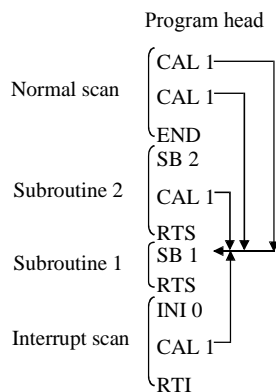 Program head
CAL 1
Normal scan
CAL 1
END
SB 2
Subroutine 2
CAL 1
RTS
Subroutine 1
SB 1
RTS
INI 0
Interrupt scan
CAL 1
RTI